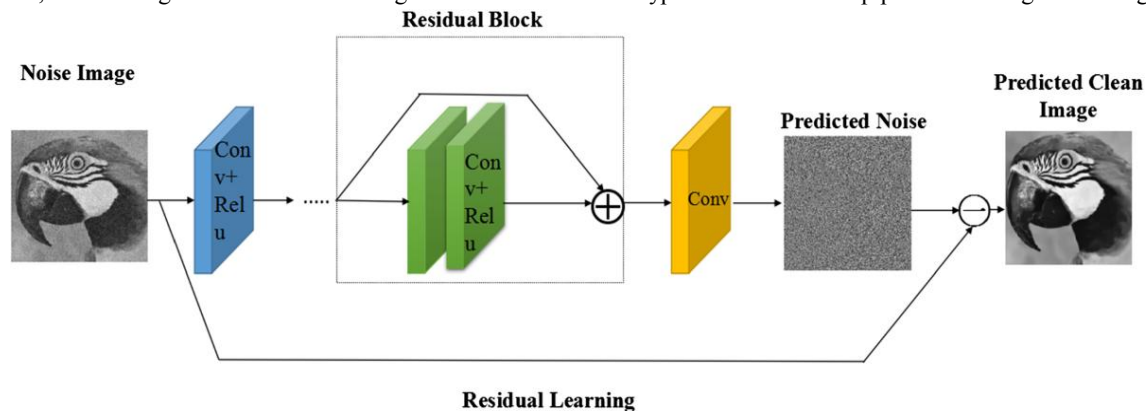 Residual Block
Noise Image
Predicted Clean
Image
Predicted Noise
Con
v+
Rel
u
.....
Con
v+
Rel
u
Conv
Residual Learning